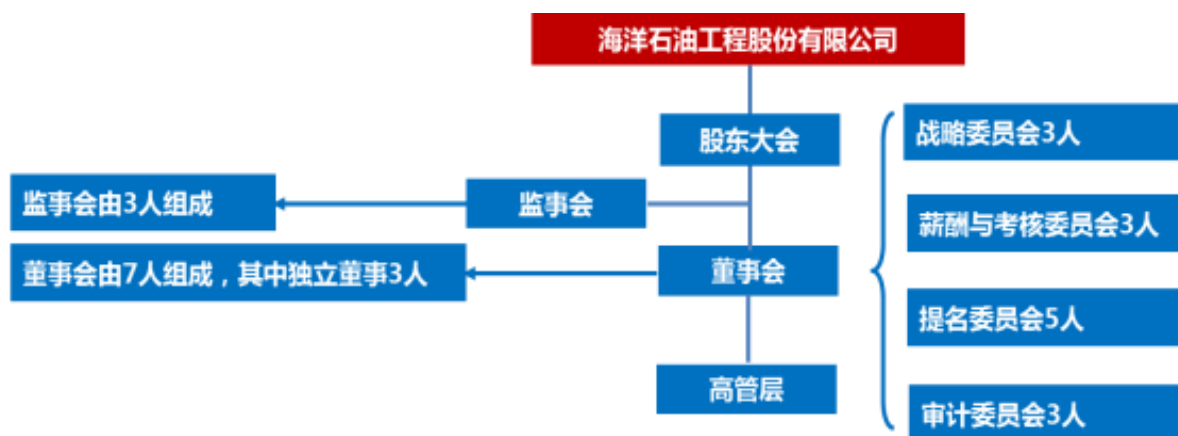 海洋石油工程股份有限公司
股东大会
战略委员会3人
监事会由3人组成
监事会
薪酬与考核委员会3人
董事会由7人组成，其中独立董事3人
董事会
提名委员会5人
高管层
审计委员会3人